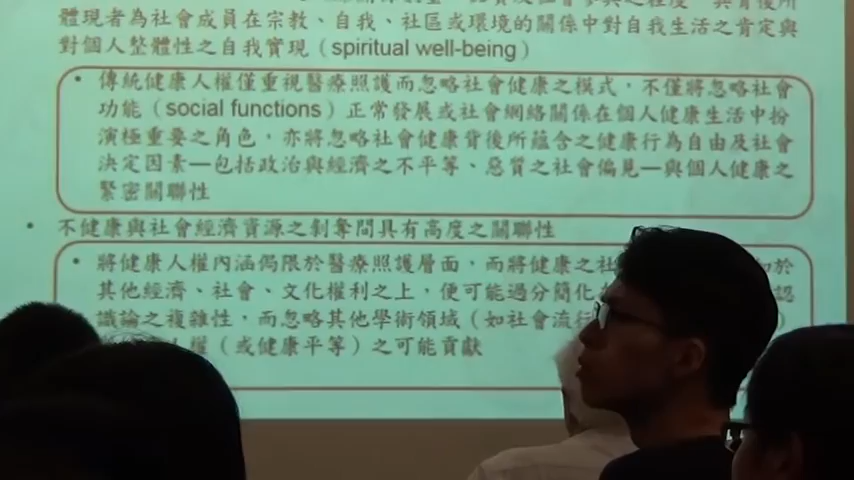 體現者為社會成員在宗教、自我、社區或環境的關係中對自我生活之肯定與
對個人整體性之自我實現（spiritual well-being）
• 傳統健康人權僅重視醫療照護而忽略社會健康之模式，不僅將忽略社會
功能（social functions）正常發展或社會網絡關係在個人健康生活中扮
演極重要之角色，亦將忽略社會健康背後所蘊含之健康行為自由及社會
決定因素—包括政治與經濟之不平等、惡質之社會偏見—與個人健康之
緊密關聯性
• 不健康與社會經濟資源之剝奪間具有高度之關聯性
• 將健康人權內涵侷限於醫療照護層面，而將健康之社 於
其他經濟、社會、文化權利之上，便可能過分簡化 認
識論之複雜性，而忽略其他學術領域（如社會流行
人權（或健康平等）之可能貢獻